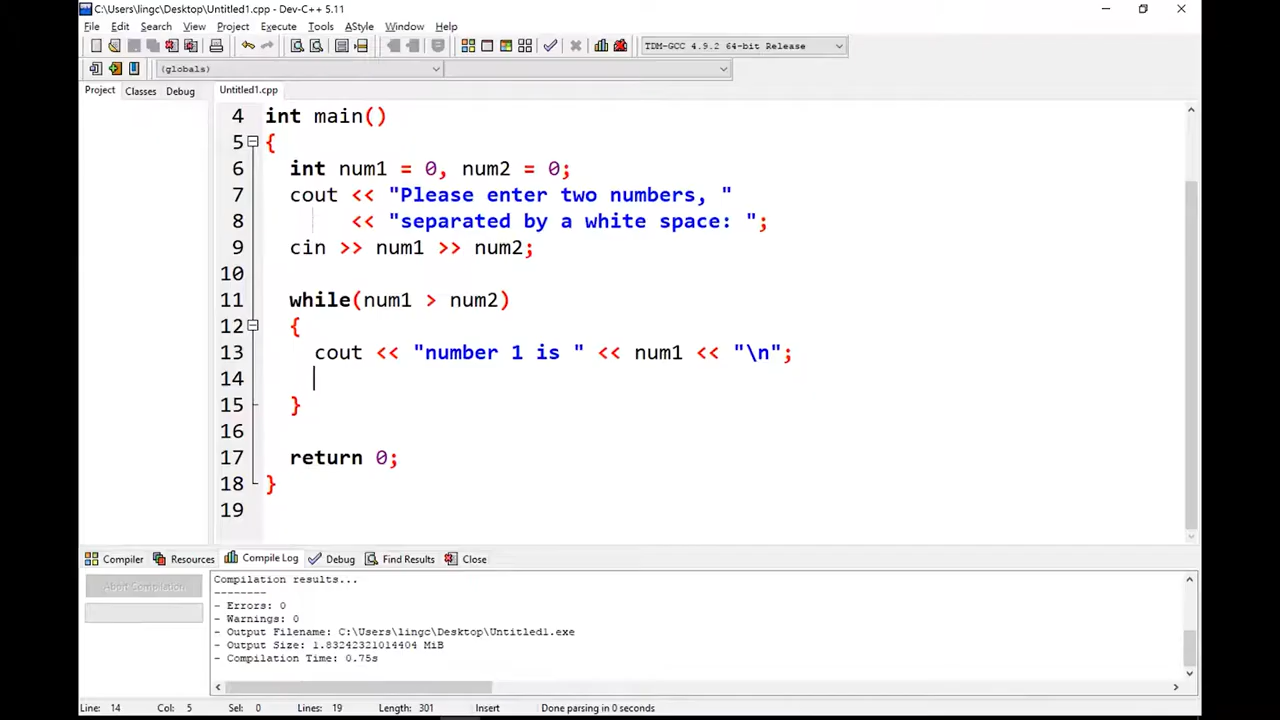 C:\Users\lingc\Desktop\Untitled1.cpp - Dev-C++ 5.11
File Edit Search View Project Execute Tools AStyle Window Help
TDM-GCC 4.9.2 64-bit Release
(globals)
Project Classes Debug Untitled1.cpp
4 int main()
5 {
6 int num1 = 0, num2 = 0;
7 cout << "Please enter two numbers, "
8 << "separated by a white space: ";
9 cin >> num1 >> num2;
10
11 while(num1 > num2)
12 {
13 cout << "number 1 is " << num1 << "\n";
14
15 }
16
17 return 0;
18 }
19
Compiler Resources Compile Log Debug Find Results Close
Abort Compilation
Compilation results...
--------
- Errors: 0
- Warnings: 0
- Output Filename: C:\Users\lingc\Desktop\Untitled1.exe
- Output Size: 1.83242321014404 MiB
- Compilation Time: 0.75s
Line: 14 Col: 5 Sel: 0 Lines: 19 Length: 301 Insert Done parsing in 0 seconds